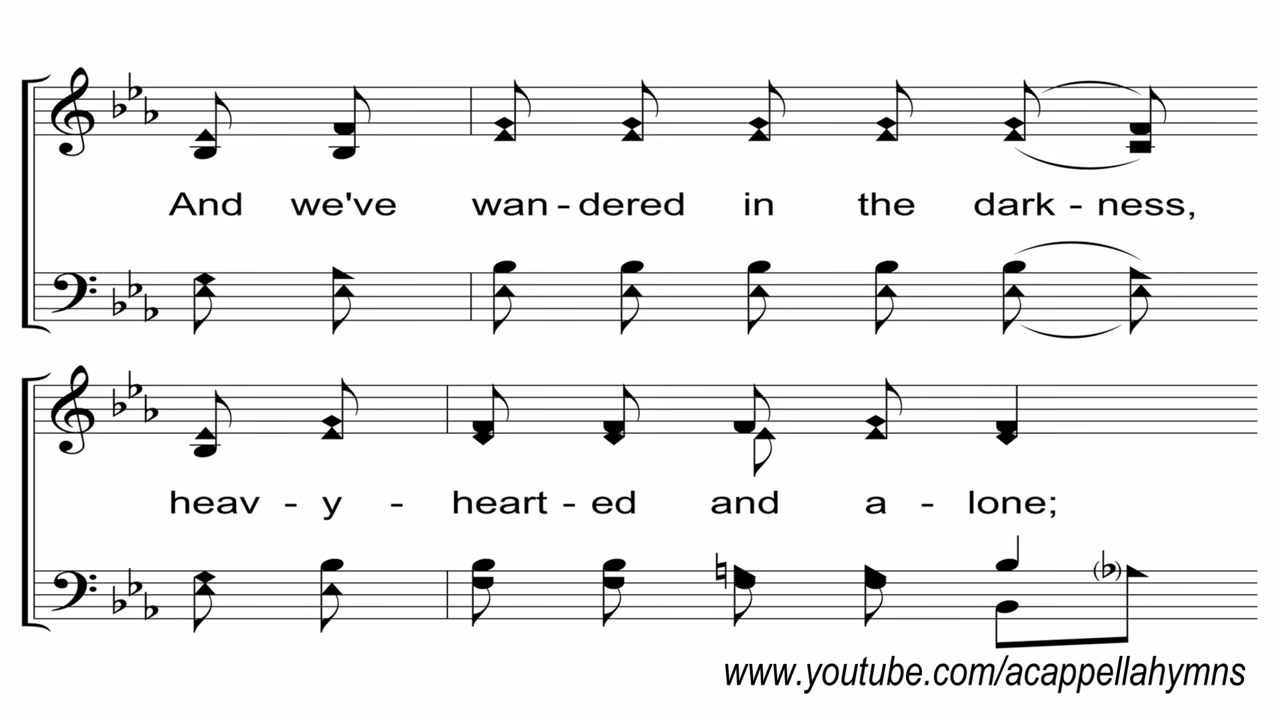 And we've wan - dered in the dark - ness,
heav - y - heart - ed and a - lone;
www.youtube.com/acappellahymns